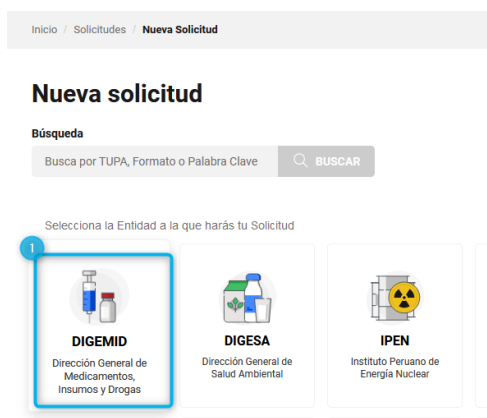 Inicio / Solicitudes / Nueva Solicitud
Nueva solicitud
Búsqueda
Busca por TUPA, Formato o Palabra Clave
BUSCAR
Selecciona la Entidad a la que harás tu Solicitud
1
DIGEMID
Dirección General de
Medicamentos,
Insumos y Drogas
DIGESA
Dirección General de
Salud Ambiental
IPEN
Instituto Peruano de
Energía Nuclear